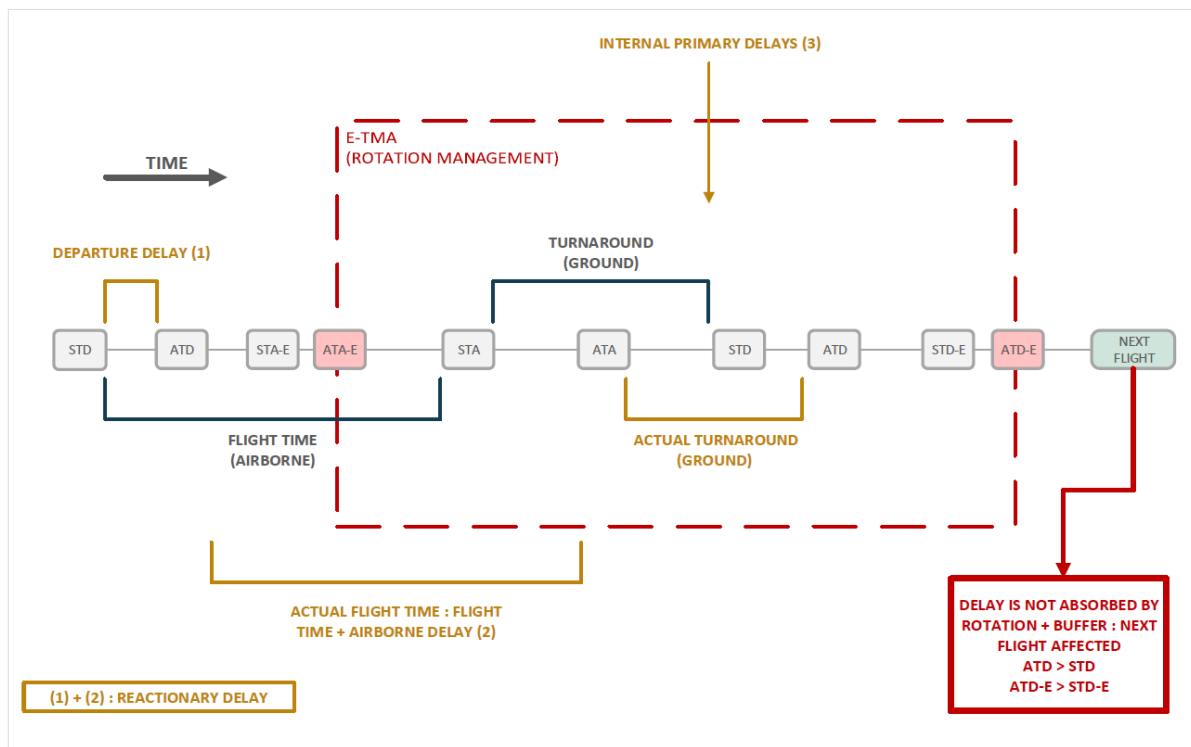 INTERNAL PRIMARY DELAYS (3)
E-TMA
(ROTATION MANAGEMENT)
TIME
DEPARTURE DELAY (1)
TURNAROUND
(GROUND)
STD
ATD
STA-E
ATA-E
STA
ATA
STD
ATD
STD-E
ATD-E
NEXT
FLIGHT
FLIGHT TIME
(AIRBORNE)
ACTUAL TURNAROUND
(GROUND)
ACTUAL FLIGHT TIME : FLIGHT
TIME + AIRBORNE DELAY (2)
DELAY IS NOT ABSORBED BY
ROTATION + BUFFER : NEXT
FLIGHT AFFECTED
ATD > STD
ATD-E > STD-E
(1) + (2) : REACTIONARY DELAY